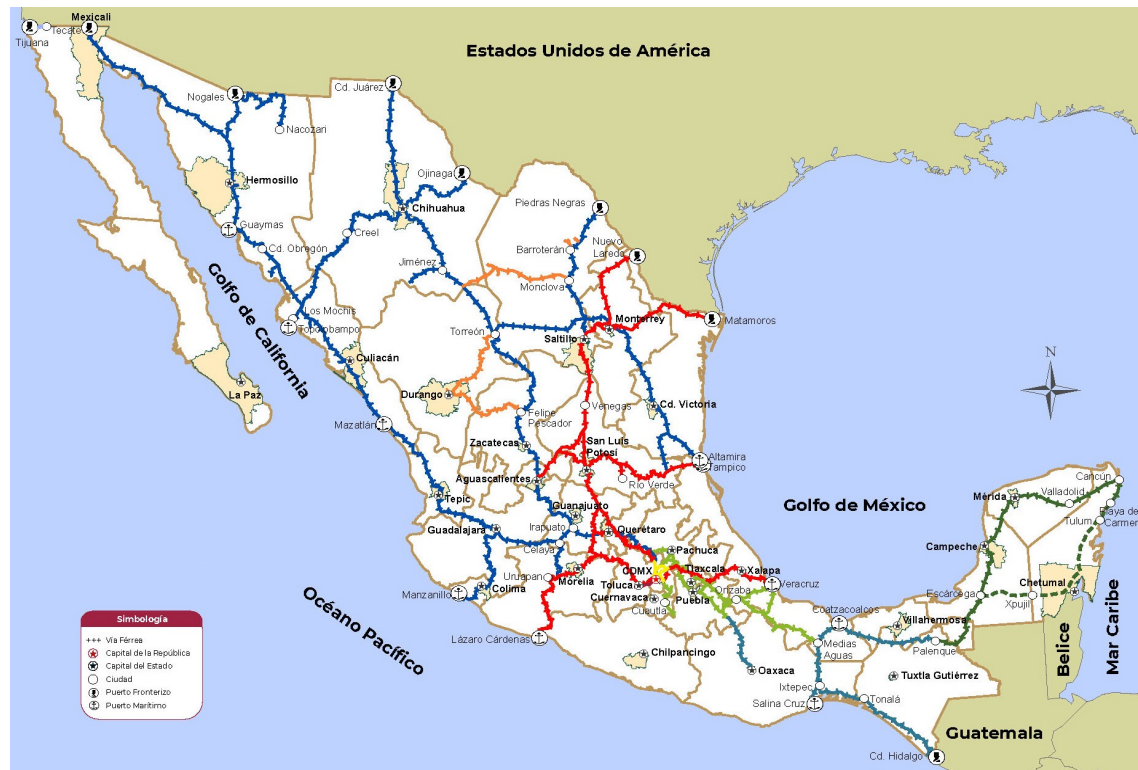 Mexicali
Tecate
Tijuana
Estados Unidos de América
Nogales
Cd. Juárez
Nacozari
Ojinaga
Hermosillo
Chihuahua
Piedras Negras
Guaymas
Creel
Barroterán
Nuevo
Laredo
Cd. Obregón
Jiménez
Monclova
Golfo de California
Los Mochis
Topolobampo
Torreón
Monterrey
Matamoros
Saltillo
Culiacán
La Paz
Durango
Venegas
Cd. Victoria
N
Mazatlán
Felipe
Pescador
Zacatecas
San Luis
Potosí
Altamira
Tampico
Aguascalientes
Río Verde
Cancún
Tepic
Guanajuato
Golfo de México
Mérida
Valladolid
Playa del
Carmen
Guadalajara
Irapuato
Querétaro
Tulum
Celaya
Pachuca
Campeche
CDMX
Tlaxcala
Xalapa
Uruapan
Morelia
Toluca
Veracruz
Chetumal
Manzanillo
Colima
Cuernavaca
Puebla
Orizaba
Escárcega
Xpujil
Cuautla
Coatzacoalcos
Océano Pacífico
Villahermosa
Lázaro Cárdenas
Medias
Aguas
Palenque
Belice
Mar Caribe
Chilpancingo
Oaxaca
Tuxtla Gutiérrez
Ixtepec
Salina Cruz
Tonalá
Guatemala
Cd. Hidalgo
Simbología
Vía Férrea
Capital de la República
Capital del Estado
Ciudad
Puerto Fronterizo
Puerto Marítimo